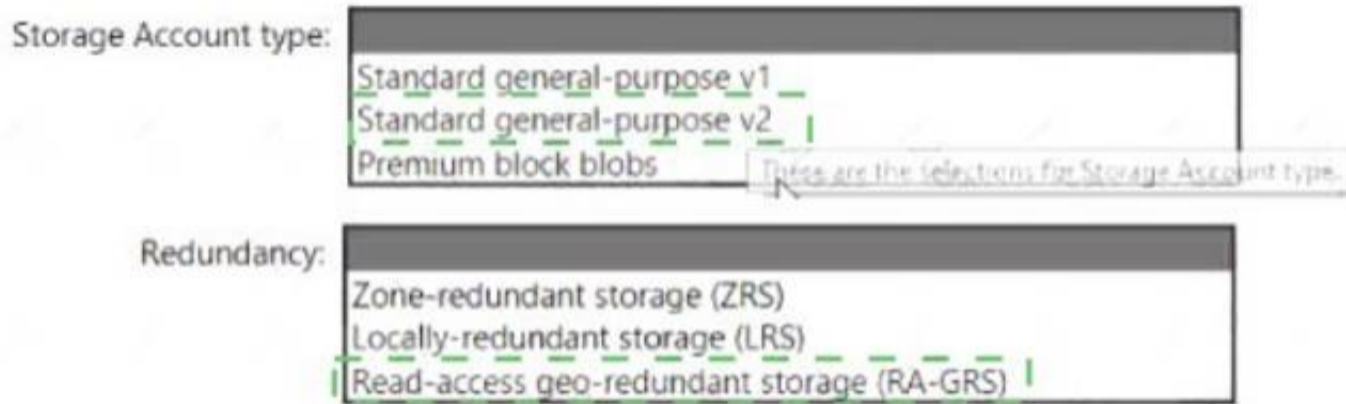 Storage Account type:
Standard general-purpose v1
Standard general-purpose v2
Premium block blobs
These are the selections for Storage Account type.
Redundancy:
Zone-redundant storage (ZRS)
Locally-redundant storage (LRS)
Read-access geo-redundant storage (RA-GRS)